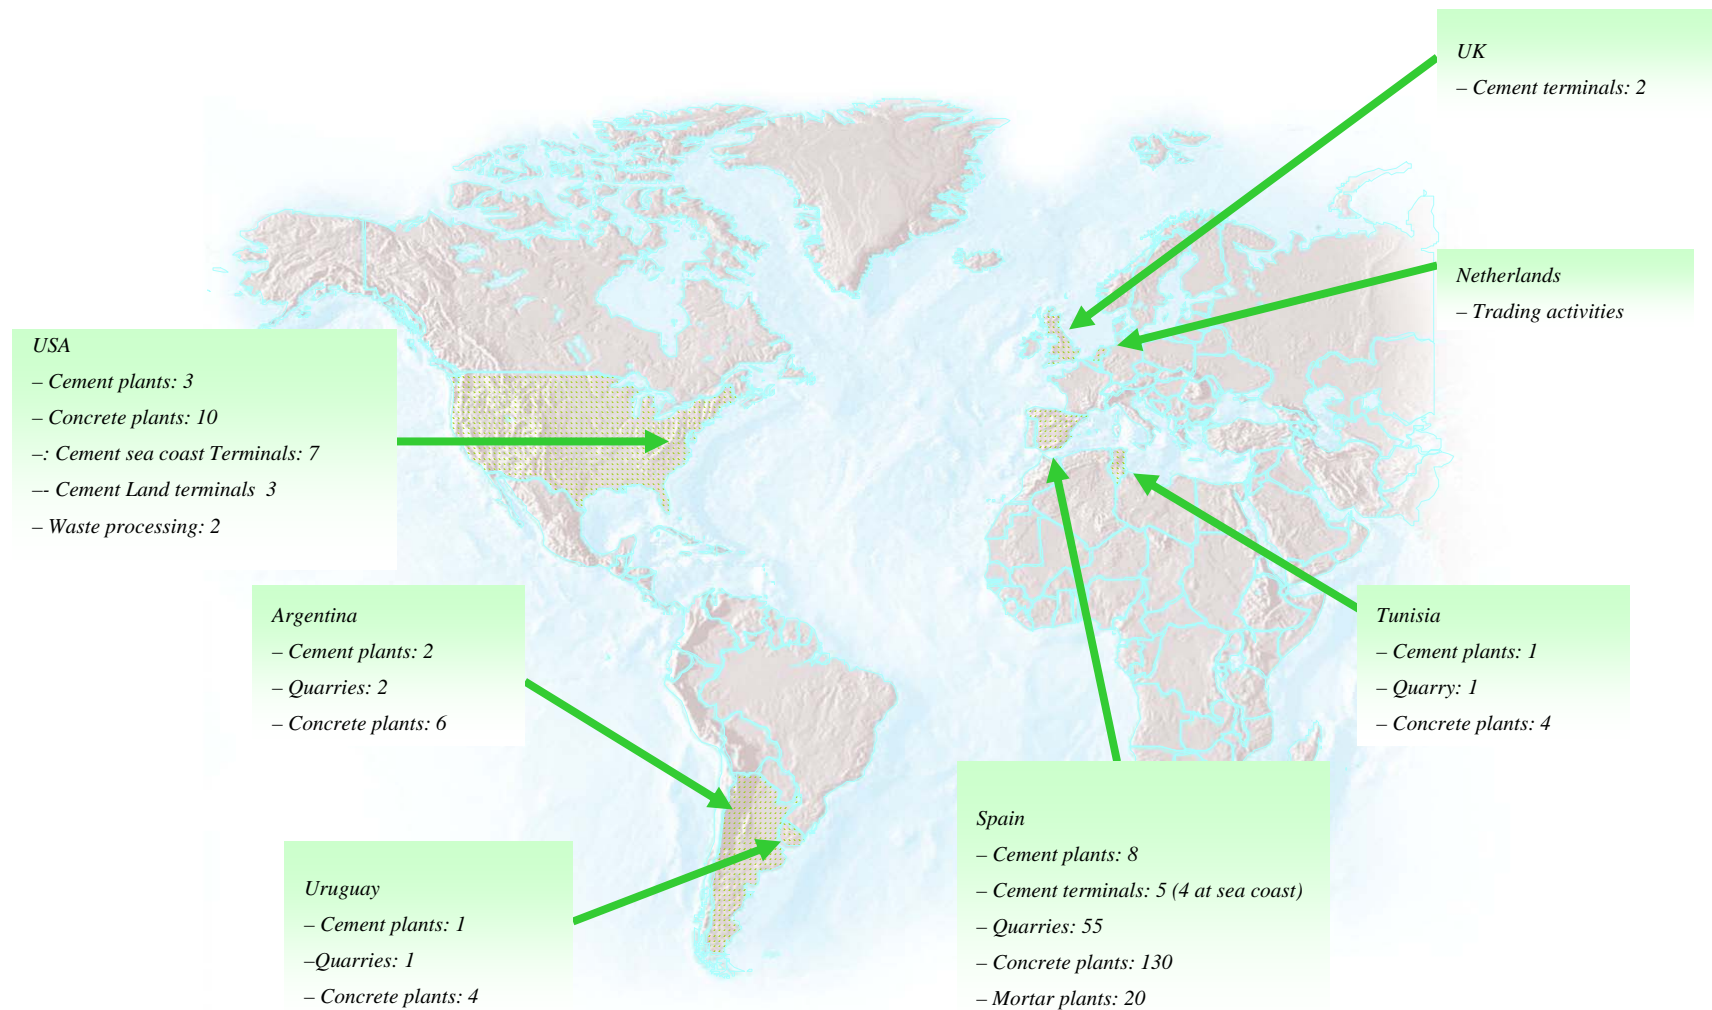 UK
– Cement terminals: 2
Netherlands
– Trading activities
USA
– Cement plants: 3
– Concrete plants: 10
–: Cement sea coast Terminals: 7
–- Cement Land terminals  3
– Waste processing: 2
Argentina
– Cement plants: 2
– Quarries: 2
– Concrete plants: 6
Tunisia
– Cement plants: 1
– Quarry: 1
– Concrete plants: 4
Spain
– Cement plants: 8
– Cement terminals: 5 (4 at sea coast)
– Quarries: 55
– Concrete plants: 130
– Mortar plants: 20
Uruguay
– Cement plants: 1
–Quarries: 1
– Concrete plants: 4